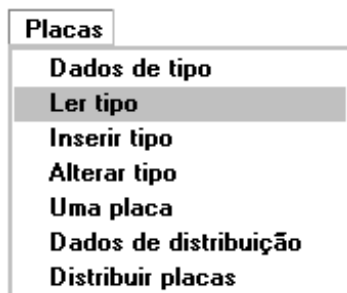 Placas
Dados de tipo
Ler tipo
Inserir tipo
Alterar tipo
Uma placa
Dados de distribuição
Distribuir placas